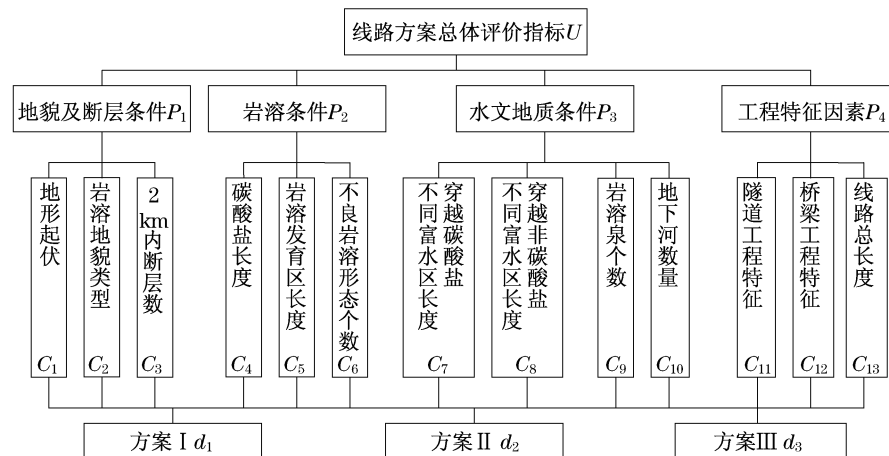 线路方案总体评价指标U
地貌及断层条件P1
岩溶条件P2
水文地质条件P3
工程特征因素P4
地形起伏
C1
岩溶地貌类型
C2
2 km内断层数
C3
碳酸盐长度
C4
岩溶发育区长度
C5
不良岩溶形态个数
C6
穿越碳酸盐
不同富水区长度
C7
穿越非碳酸盐
不同富水区长度
C8
岩溶泉个数
C9
地下河数量
C10
隧道工程特征
C11
桥梁工程特征
C12
线路总长度
C13
方案Ⅰ d1
方案Ⅱ d2
方案Ⅲ d3